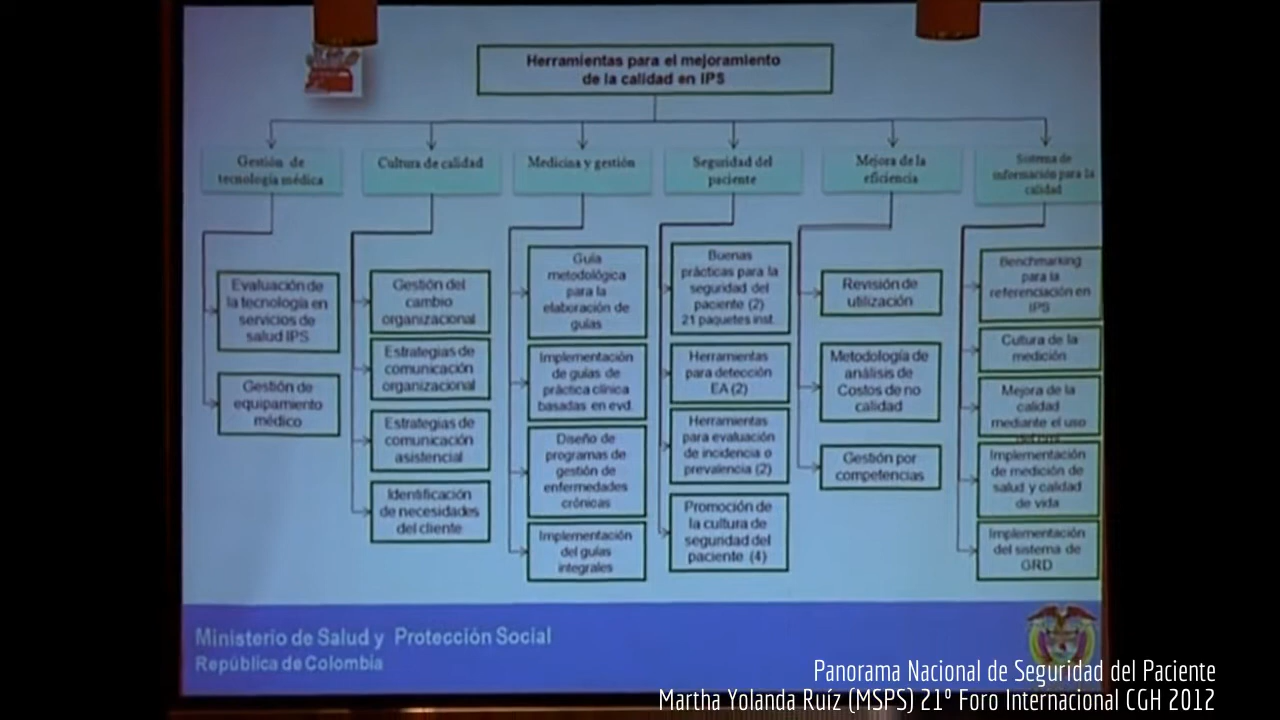 Herramientas para el mejoramiento
de la calidad en IPS
Gestión de
tecnología médica
Cultura de calidad
Medicina y gestión
Seguridad del
paciente
Mejora de la
eficiencia
Sistema de
información para la
calidad
Evaluación de
la tecnología en
servicios de
salud IPS
Gestión de
equipamiento
médico
Gestión del
cambio
organizacional
Estrategias de
comunicación
organizacional
Estrategias de
comunicación
asistencial
Identificación
de necesidades
del cliente
Guía
metodológica
para la
elaboración de
guías
Implementación
de guías de
práctica clínica
basadas en evd.
Diseño de
programas de
gestión de
enfermedades
crónicas
Implementación
del guías
integrales
Buenas
prácticas para la
seguridad del
paciente (2)
21 paquetes inst.
Herramientas
para detección
EA (2)
Herramientas
para evaluación
de incidencia o
prevalencia (2)
Promoción de
la cultura de
seguridad del
paciente (4)
Revisión de
utilización
Metodología de
análisis de
Costos de no
calidad
Gestión por
competencias
Benchmarking
para la
referenciación en
IPS
Cultura de la
medición
Mejora de la
calidad
mediante el uso
Implementación
de medición de
salud y calidad
de vida
Implementación
del sistema de
GRD
Ministerio de Salud y Protección Social
República de Colombia
Panorama Nacional de Seguridad del Paciente
Martha Yolanda Ruíz (MSPS) 21º Foro Internacional CGH 2012